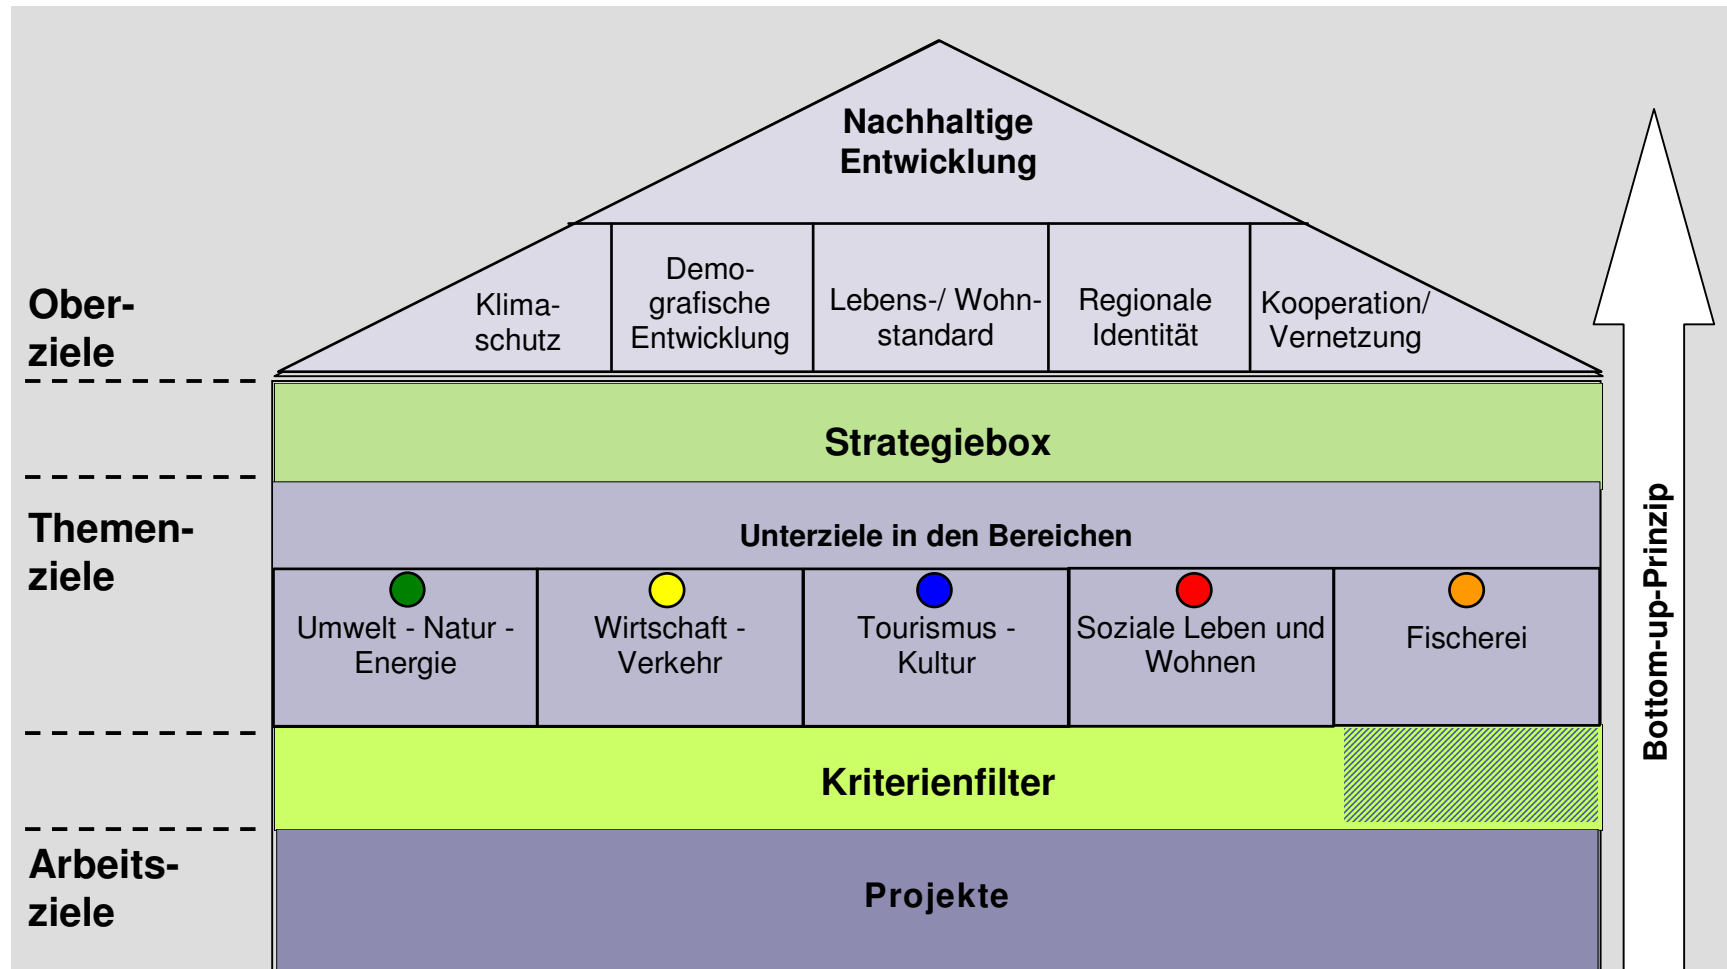 Nachhaltige
Entwicklung
Ober-
ziele
Klima-
schutz
Demo-
grafische
Entwicklung
Lebens-/ Wohn-
standard
Regionale
Identität
Kooperation/
Vernetzung
Strategiebox
Themen-
ziele
Unterziele in den Bereichen
Umwelt - Natur -
Energie
Wirtschaft -
Verkehr
Tourismus -
Kultur
Soziale Leben und
Wohnen
Fischerei
Kriterienfilter
Arbeits-
ziele
Projekte
Bottom-up-Prinzip